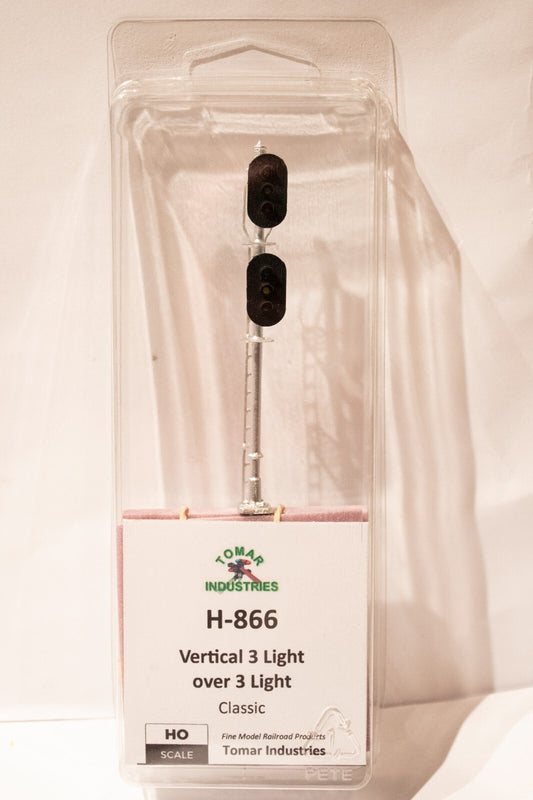 TOMAR
INDUSTRIES
H-866
Vertical 3 Light
over 3 Light
Classic
HO
SCALE
Fine Model Railroad Products
Tomar Industries
PETE